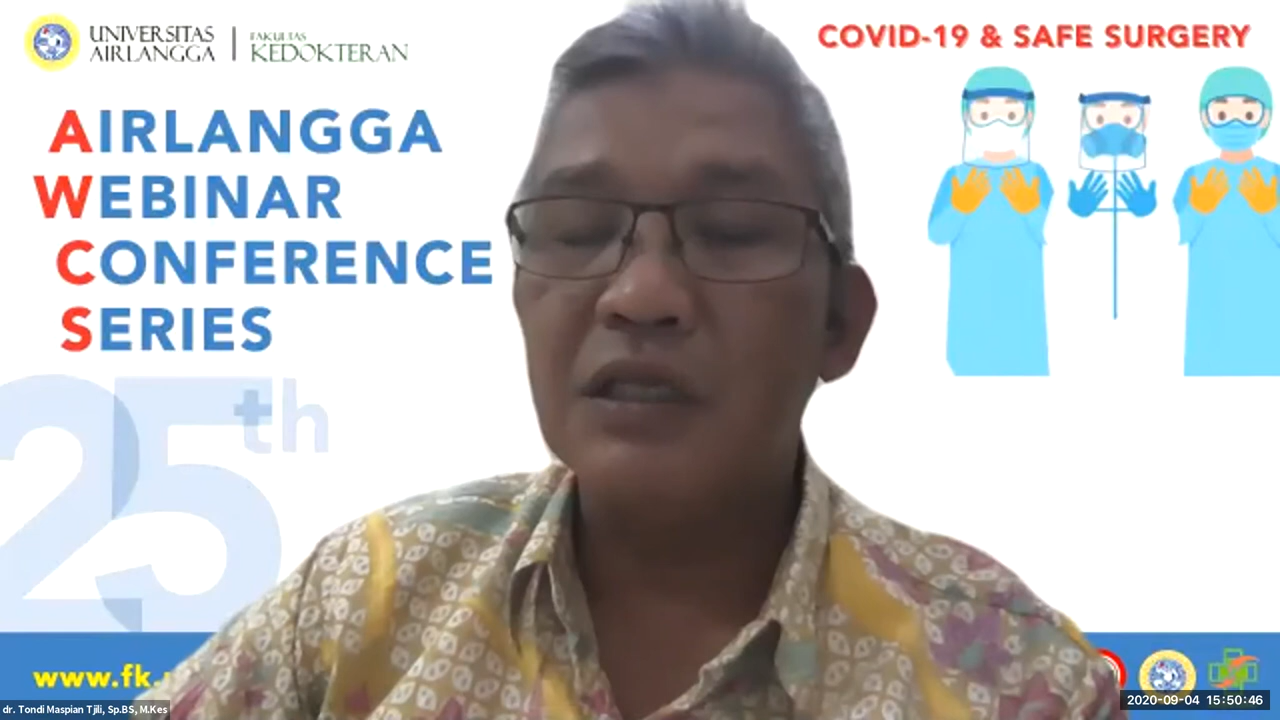 UNIVERSITAS
AIRLANGGA
FAKULTAS
KEDOKTERAN
COVID-19 & SAFE SURGERY
AIRLANGGA
WEBINAR
CONFERENCE
SERIES
25th
www.fk.
dr. Tondi Maspian Tjili, Sp.BS, M.Kes
2020-09-04 15:50:46